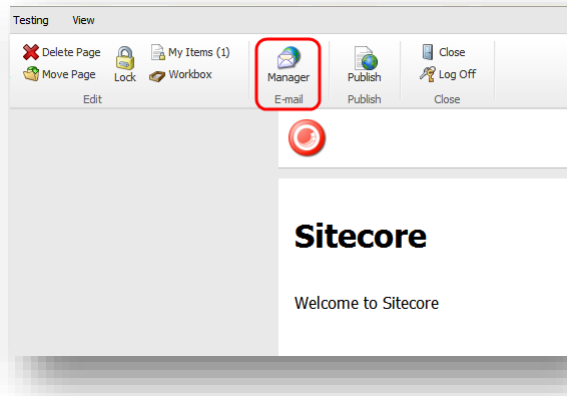 Testing View
Delete Page My Items (1) Close
Move Page Lock Workbox Manager Publish Log Off
Edit E-mail Publish Close
Sitecore
Welcome to Sitecore